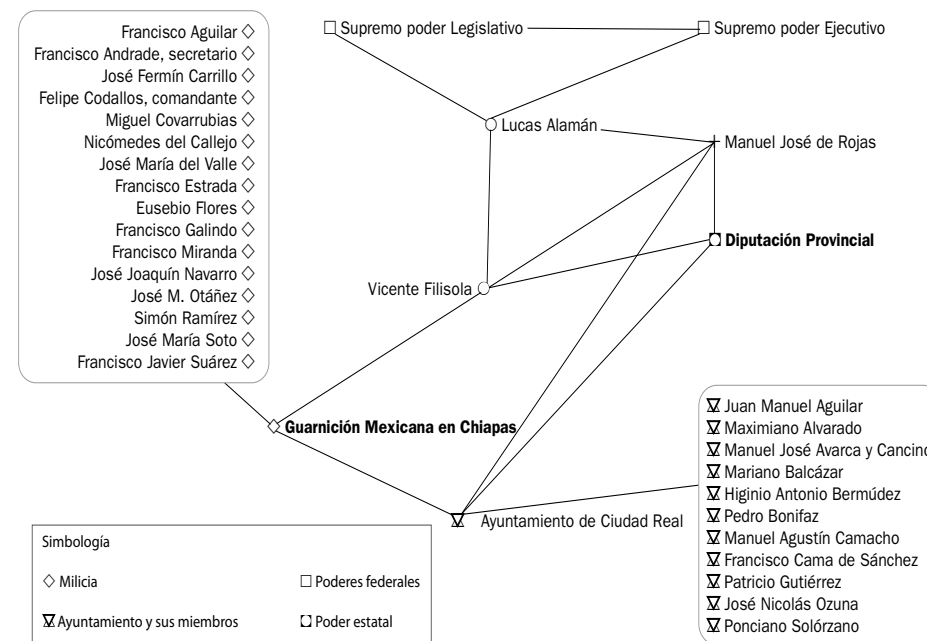 Francisco Aguilar
Francisco Andrade, secretario
José Fermín Carrillo
Felipe Codallos, comandante
Miguel Covarrubias
Nicómedes del Callejo
José María del Valle
Francisco Estrada
Eusebio Flores
Francisco Galindo
Francisco Miranda
José Joaquín Navarro
José M. Otáñez
Simón Ramírez
José María Soto
Francisco Javier Suárez
Supremo poder Legislativo
Supremo poder Ejecutivo
Lucas Alamán
Manuel José de Rojas
Diputación Provincial
Vicente Filisola
Guarnición Mexicana en Chiapas
Ayuntamiento de Ciudad Real
Juan Manuel Aguilar
Maximiano Alvarado
Manuel José Avarca y Cancino
Mariano Balcázar
Higinio Antonio Bermúdez
Pedro Bonifaz
Manuel Agustín Camacho
Francisco Cama de Sánchez
Patricio Gutiérrez
José Nicolás Ozuna
Ponciano Solórzano
Simbología
Milicia
Poderes federales
Ayuntamiento y sus miembros
Poder estatal